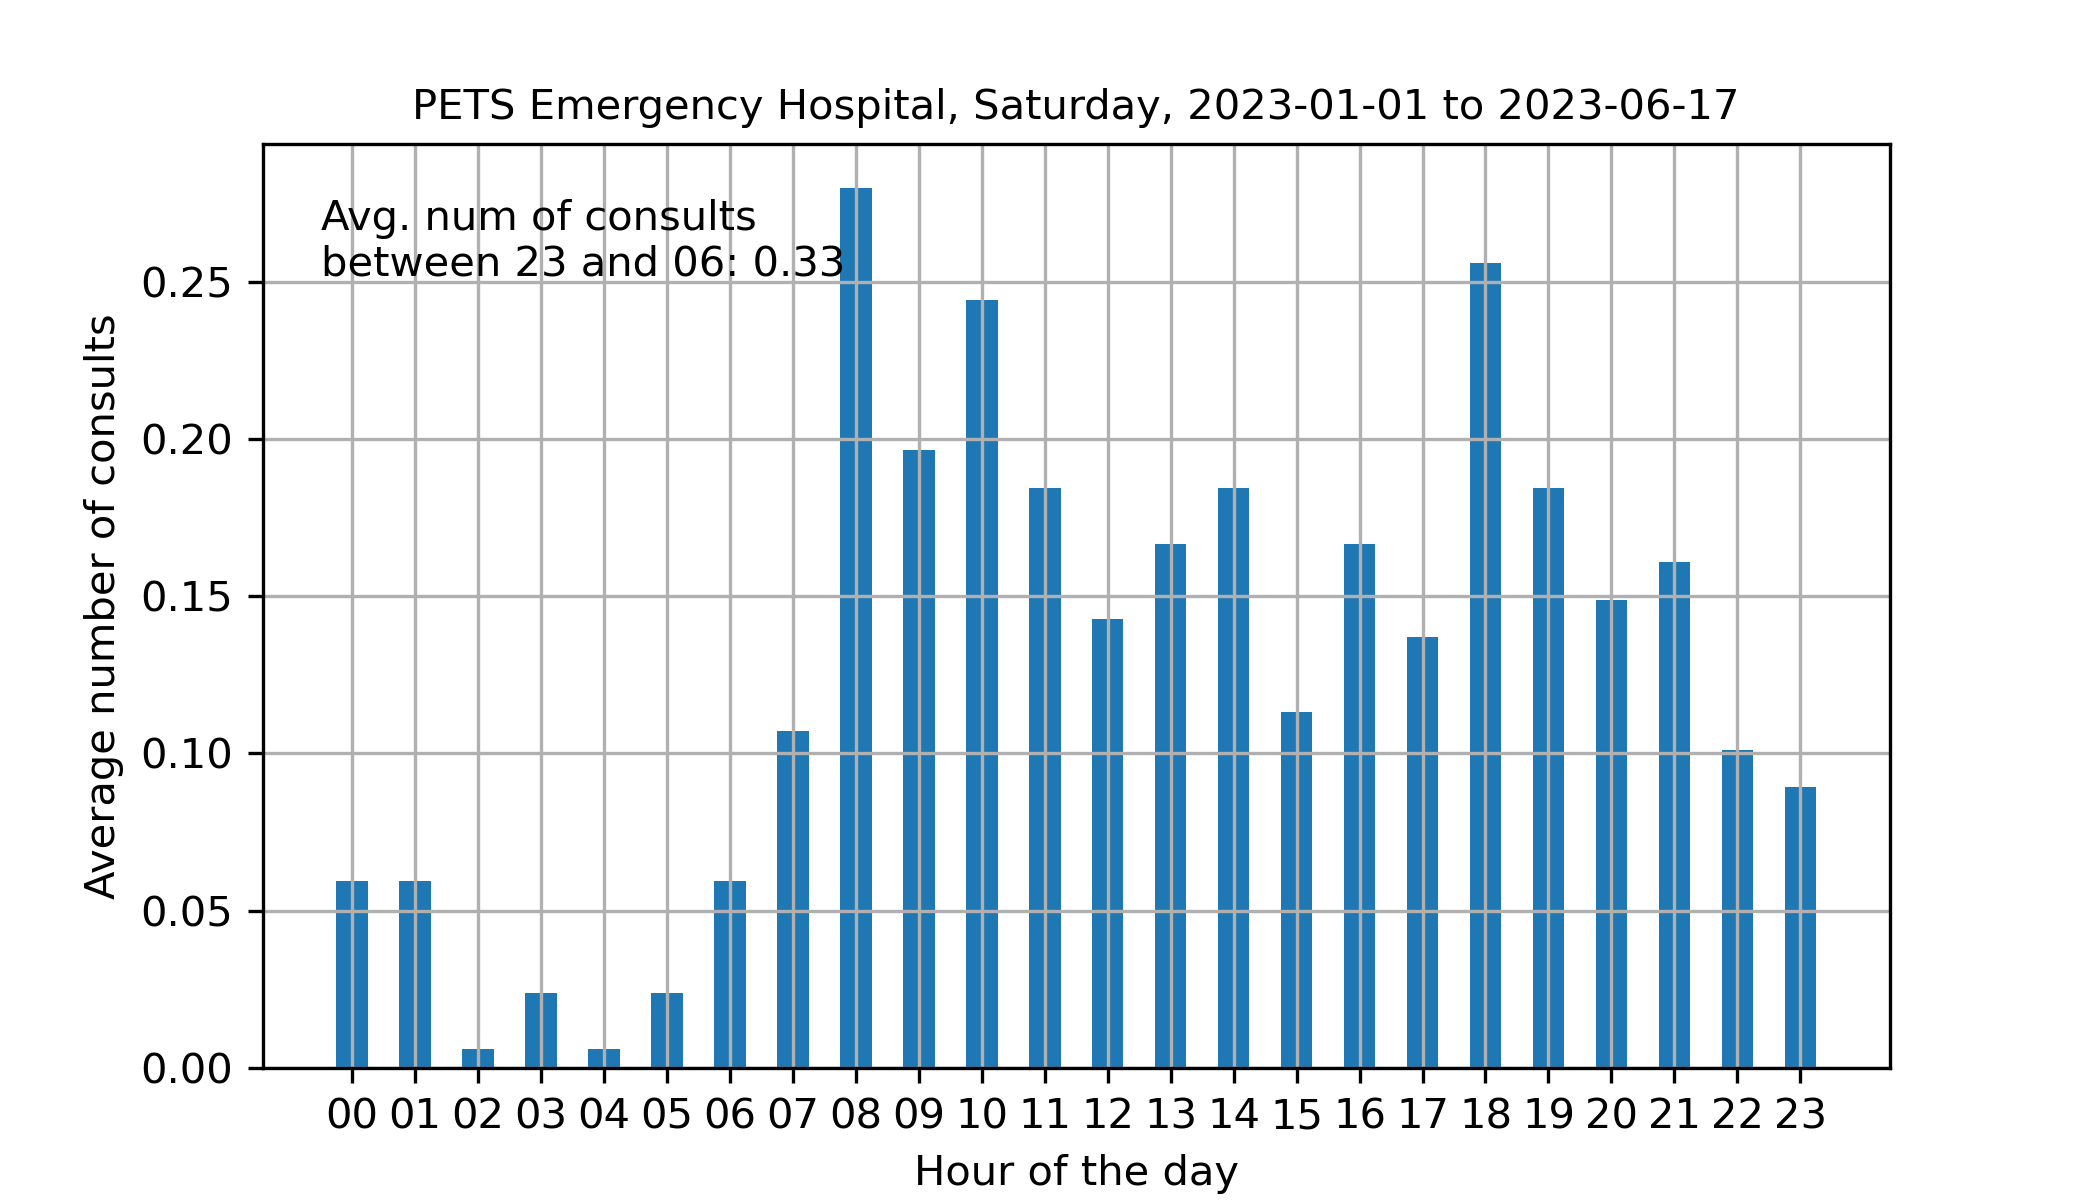 PETS Emergency Hospital, Saturday, 2023-01-01 to 2023-06-17
Avg. num of consults
between 23 and 06: 0.33
Average number of consults
0.25
0.20
0.15
0.10
0.05
0.00
00 01 02 03 04 05 06 07 08 09 10 11 12 13 14 15 16 17 18 19 20 21 22 23
Hour of the day